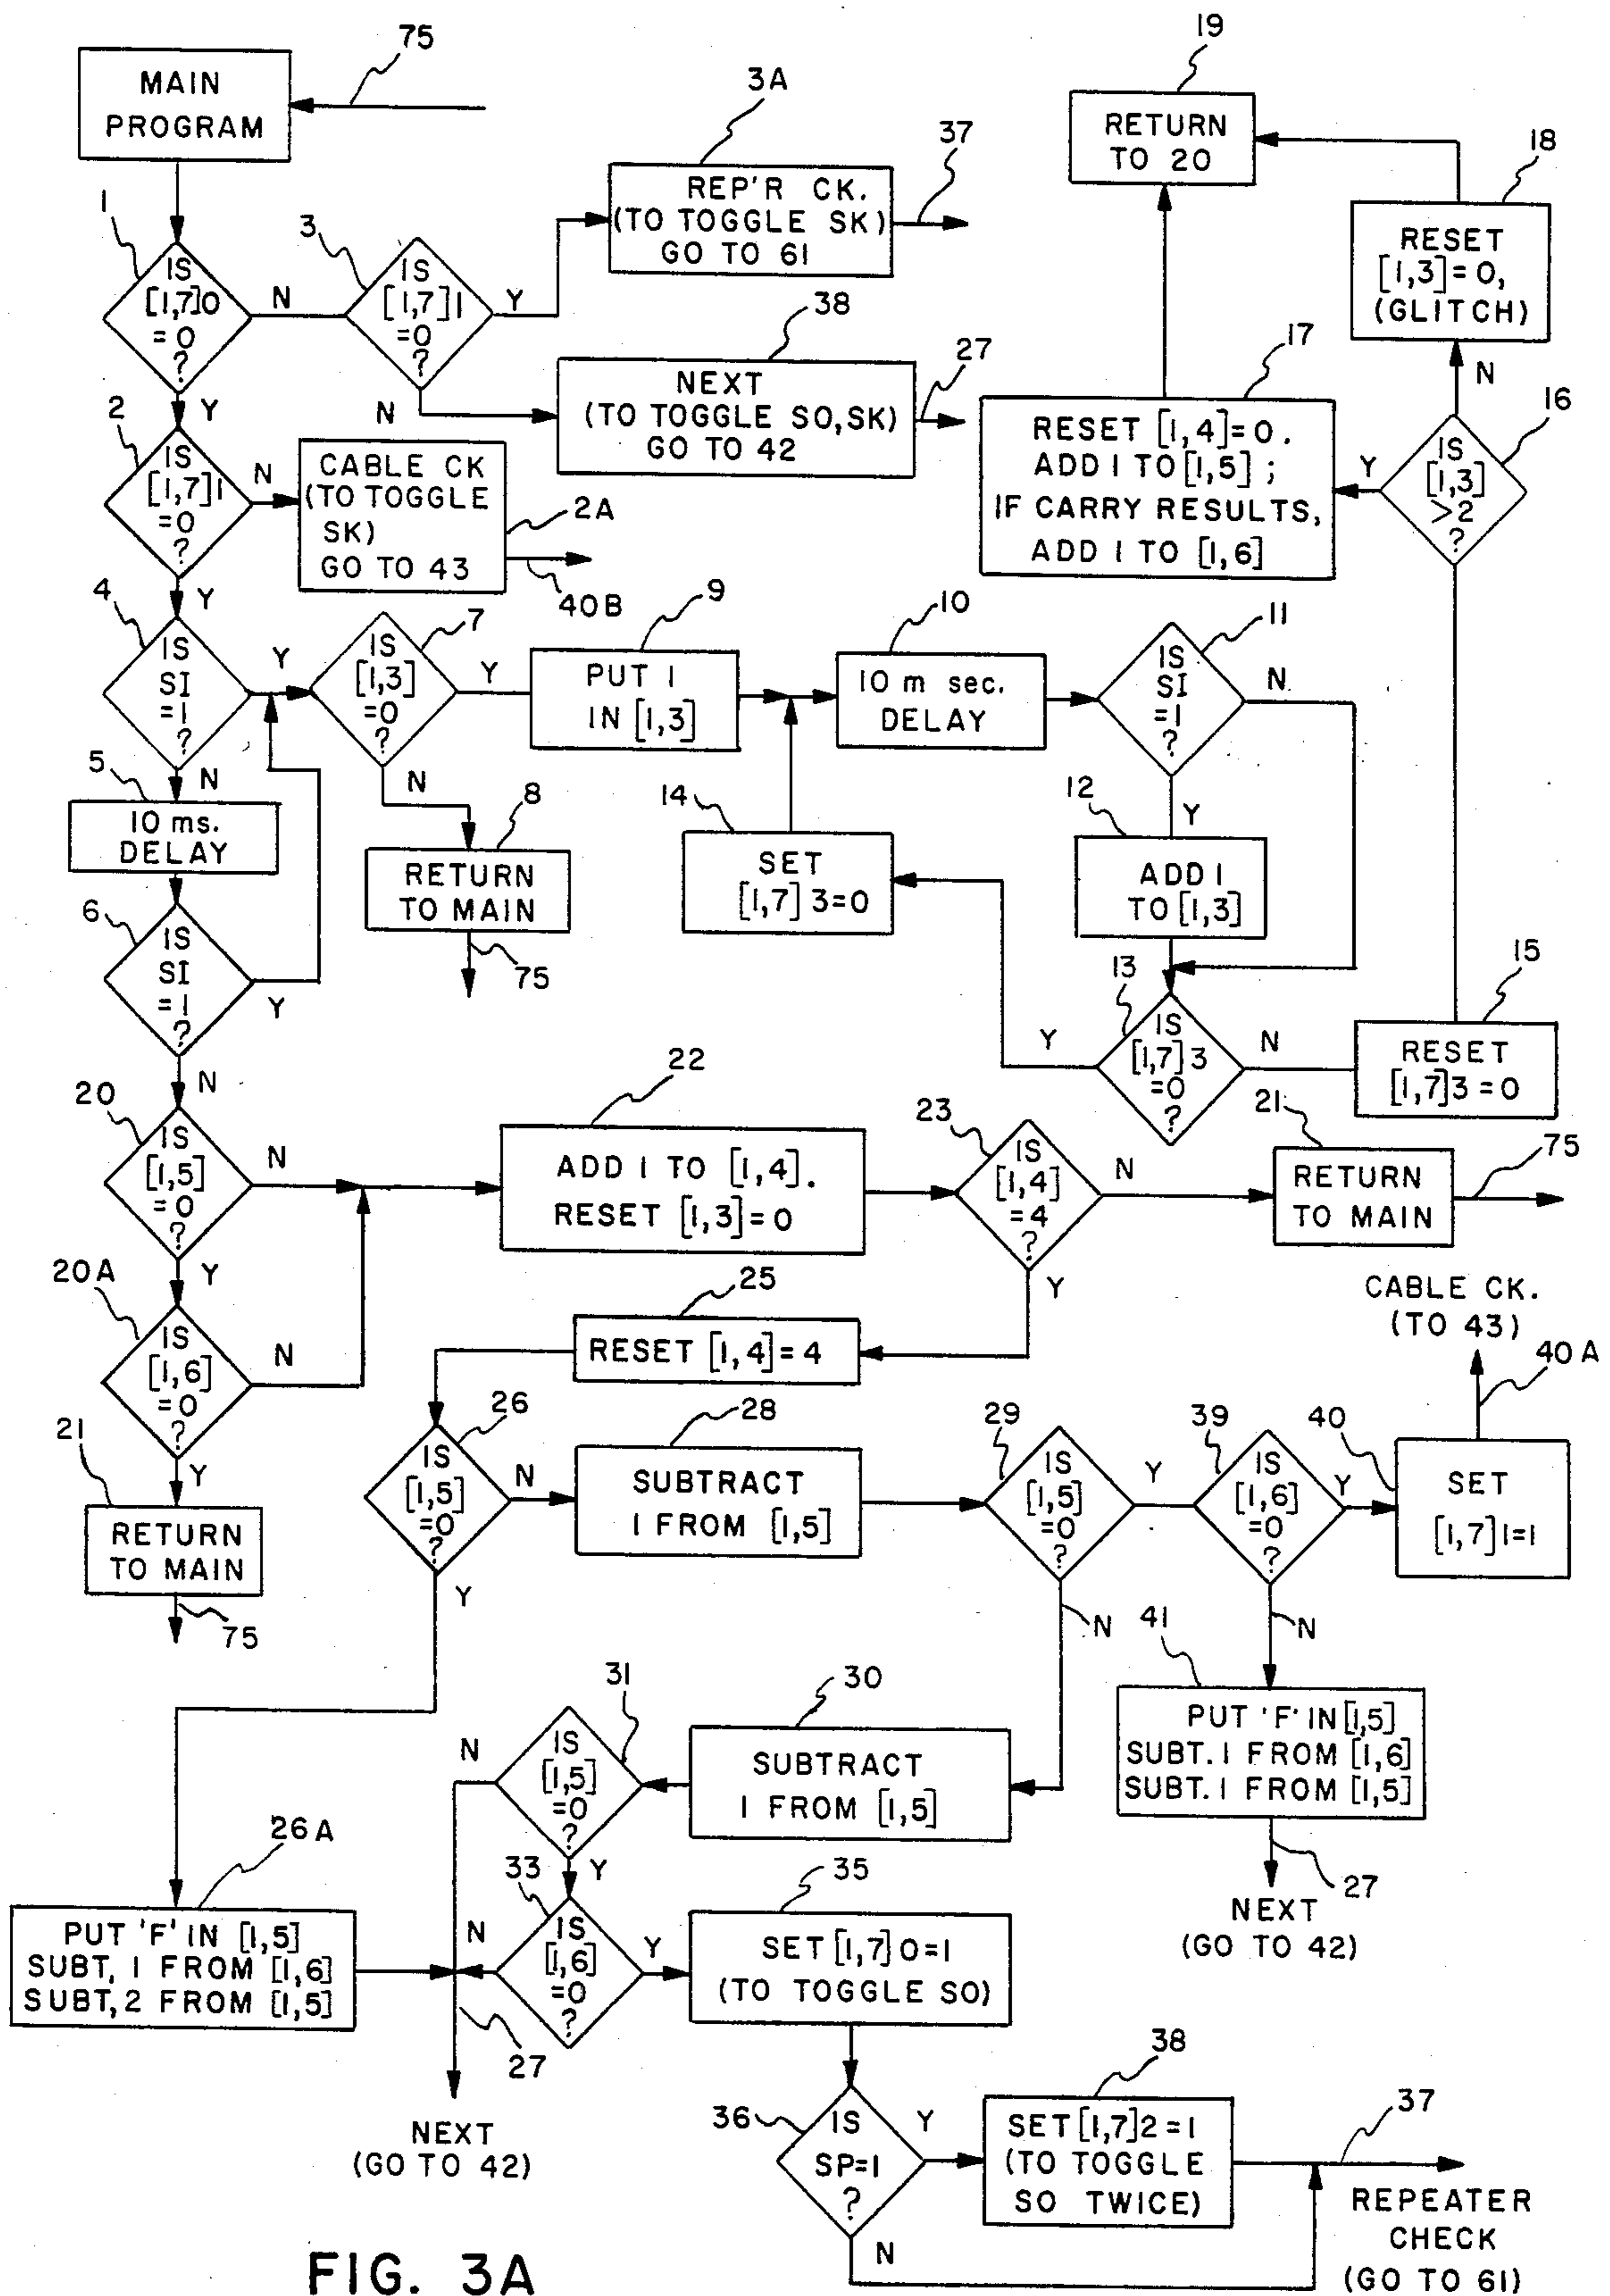 75
MAIN
PROGRAM
1
IS
[1,7]0
=0
?
N
Y
3
IS
[1,7]1
=0
?
Y
N
3A
REP'R CK.
(TO TOGGLE SK)
GO TO 61
37
38
NEXT
(TO TOGGLE SO,SK)
GO TO 42
27
19
RETURN
TO 20
18
RESET
[1,3]=0,
(GLITCH)
N
17
RESET [1,4]=0.
ADD 1 TO [1,5];
IF CARRY RESULTS,
ADD 1 TO [1,6]
16
IS
[1,3]
>2
?
Y
2
IS
[1,7]1
=0
?
N
Y
CABLE CK
(TO TOGGLE
SK)
GO TO 43
2A
40B
4
IS
SI
=1
?
Y
N
7
IS
[1,3]
=0
?
Y
N
9
PUT 1
IN [1,3]
10
10 m sec.
DELAY
11
IS
SI
=1
?
N
Y
5
10 ms.
DELAY
8
RETURN
TO MAIN
75
14
SET
[1,7] 3=0
12
ADD 1
TO [1,3]
6
IS
SI
=1
?
Y
N
13
IS
[1,7]3
=0
?
Y
N
15
RESET
[1,7]3=0
20
IS
[1,5]
=0
?
N
Y
22
ADD 1 TO [1,4].
RESET [1,3]=0
23
IS
[1,4]
=4
?
N
Y
21
RETURN
TO MAIN
75
20A
IS
[1,6]
=0
?
N
Y
25
RESET [1,4]=4
CABLE CK.
(TO 43)
40A
21
RETURN
TO MAIN
75
26
IS
[1,5]
=0
?
N
Y
28
SUBTRACT
1 FROM [1,5]
29
IS
[1,5]
=0
?
Y
N
39
IS
[1,6]
=0
?
Y
N
40
SET
[1,7]1=1
41
PUT 'F' IN [1,5]
SUBT. 1 FROM [1,6]
SUBT. 1 FROM [1,5]
27
NEXT
(GO TO 42)
30
SUBTRACT
1 FROM [1,5]
31
IS
[1,5]
=0
?
N
Y
26A
PUT 'F' IN [1,5]
SUBT, 1 FROM [1,6]
SUBT, 2 FROM [1,5]
33
IS
[1,6]
=0
?
N
Y
35
SET [1,7]0=1
(TO TOGGLE SO)
27
NEXT
(GO TO 42)
36
IS
SP=1
?
Y
N
38
SET [1,7]2=1
(TO TOGGLE
SO TWICE)
37
REPEATER
CHECK
(GO TO 61)
FIG. 3A